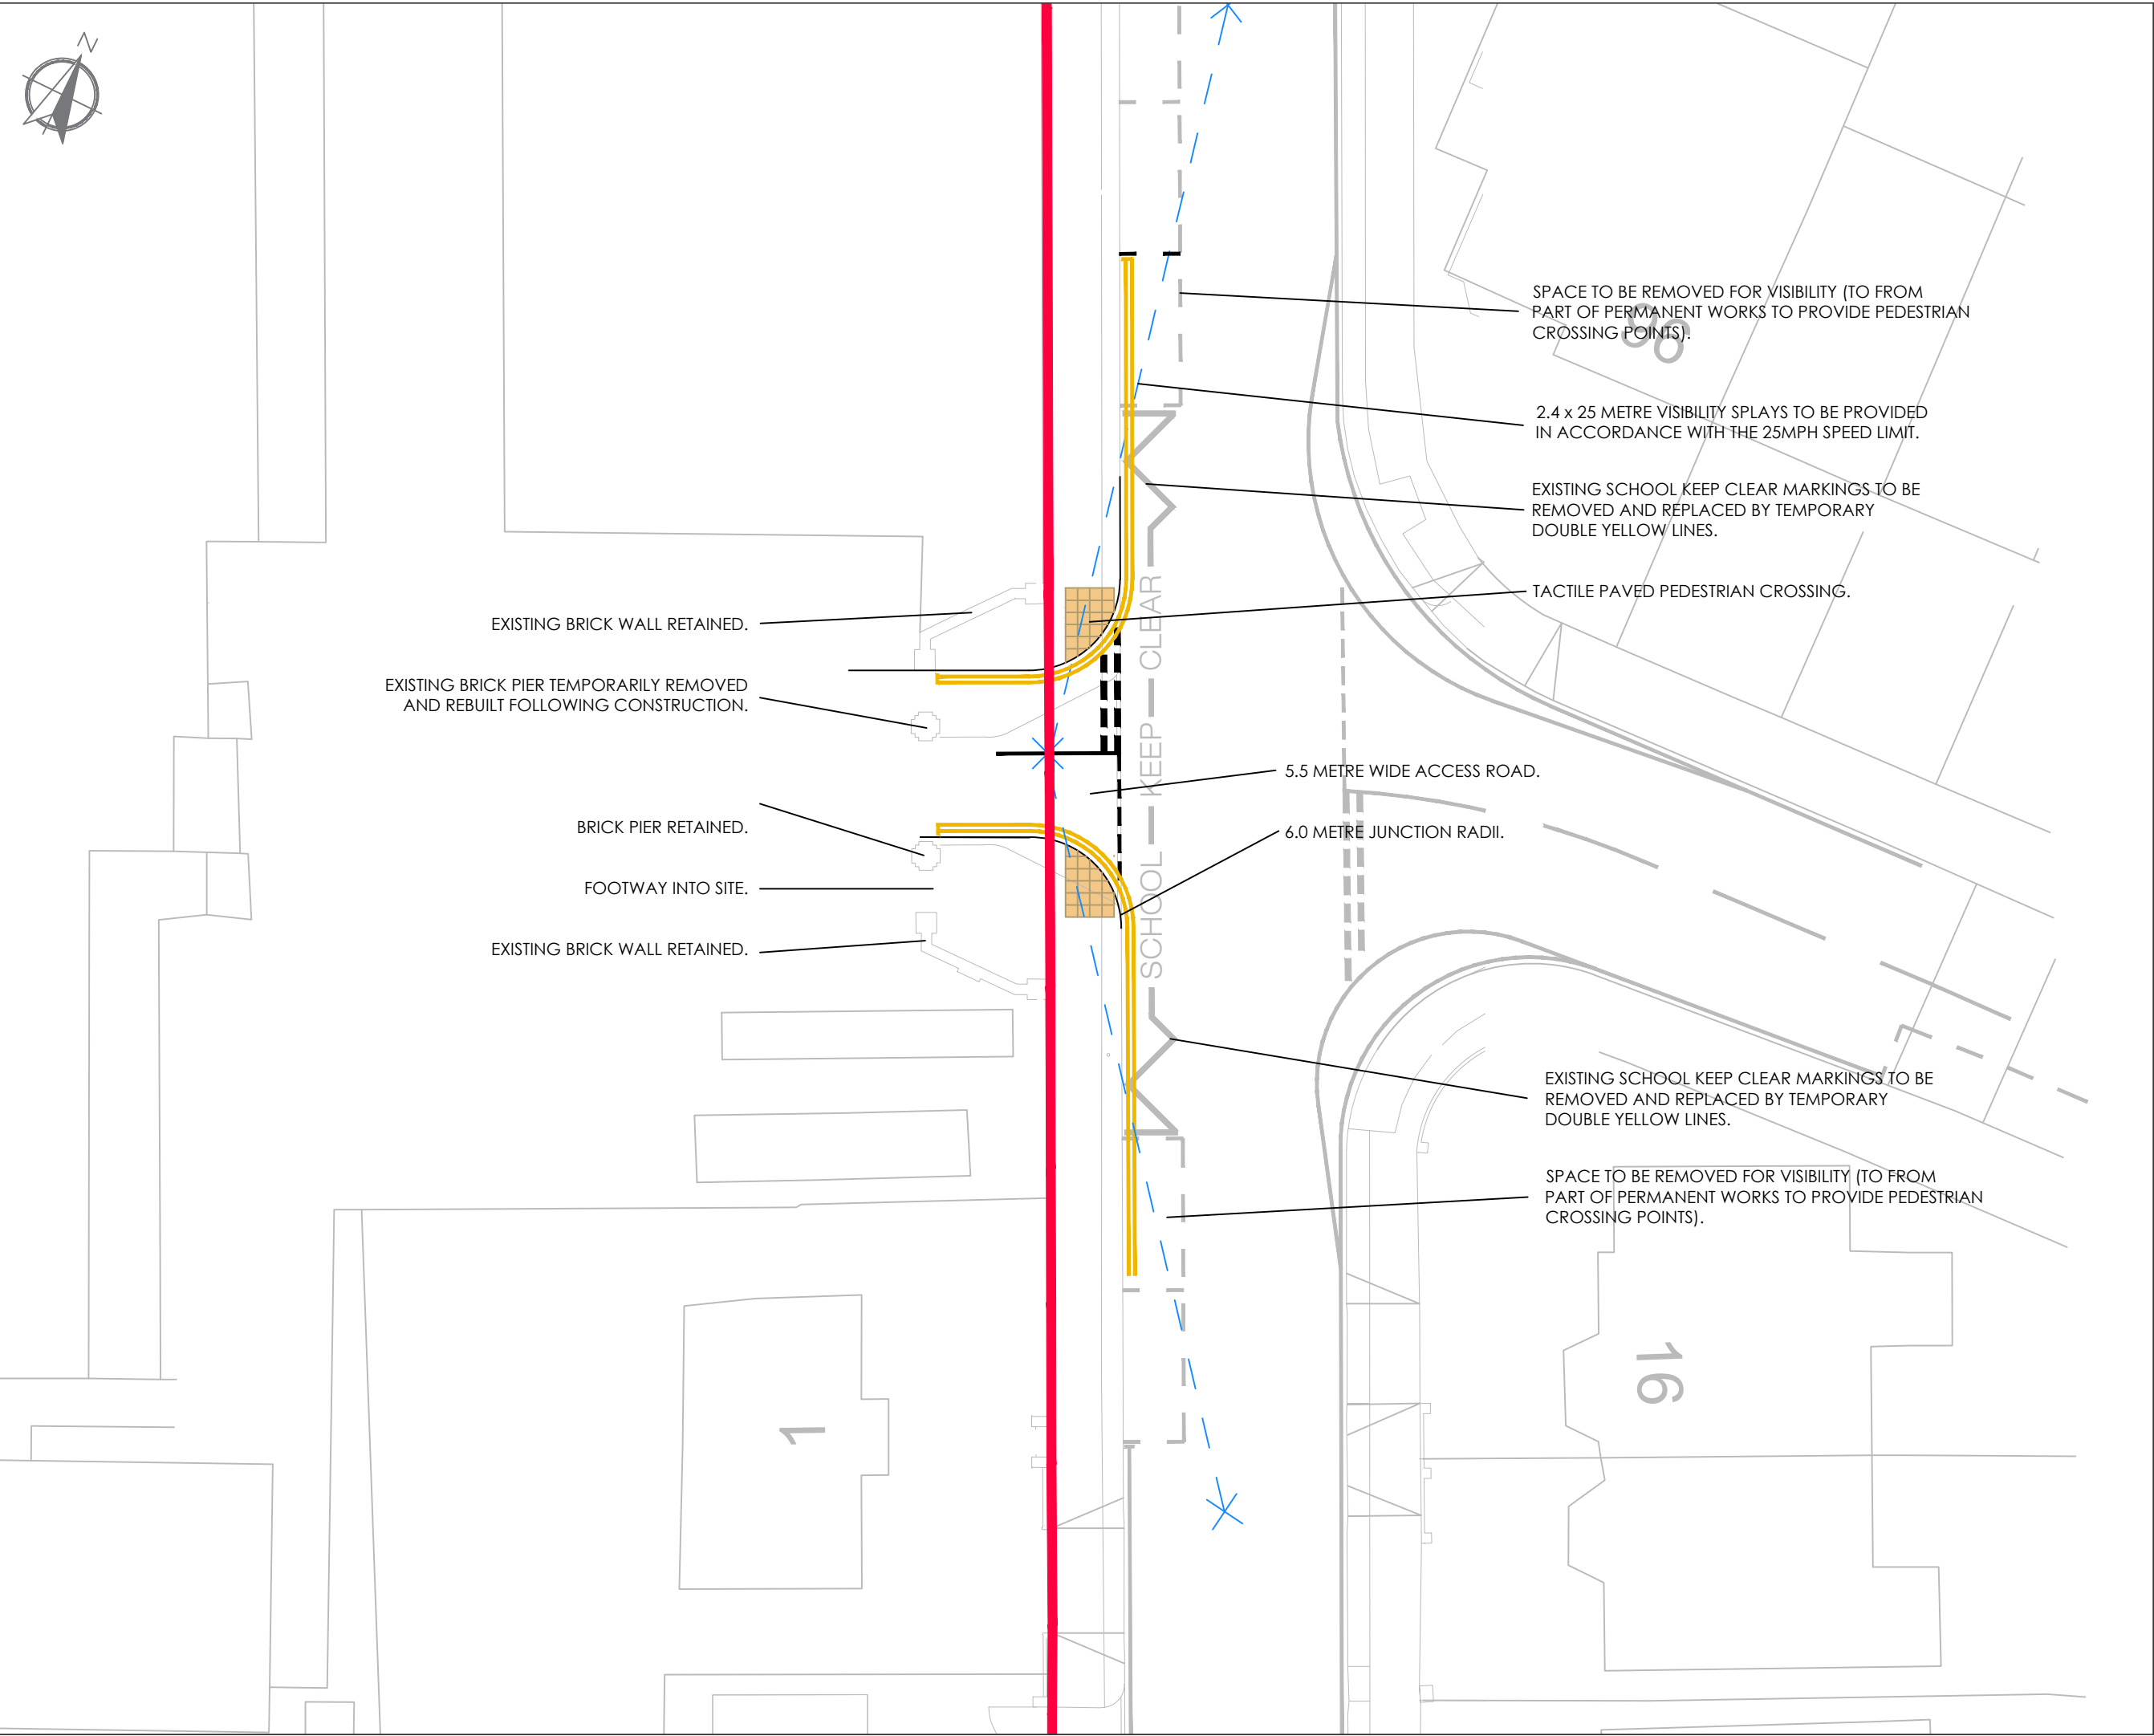 N
SPACE TO BE REMOVED FOR VISIBILITY (TO FROM
PART OF PERMANENT WORKS TO PROVIDE PEDESTRIAN
CROSSING POINTS).
98
2.4 x 25 METRE VISIBILITY SPLAYS TO BE PROVIDED
IN ACCORDANCE WITH THE 25MPH SPEED LIMIT.
EXISTING SCHOOL KEEP CLEAR MARKINGS TO BE
REMOVED AND REPLACED BY TEMPORARY
DOUBLE YELLOW LINES.
TACTILE PAVED PEDESTRIAN CROSSING.
EXISTING BRICK WALL RETAINED.
EXISTING BRICK PIER TEMPORARILY REMOVED
AND REBUILT FOLLOWING CONSTRUCTION.
SCHOOL KEEP CLEAR
5.5 METRE WIDE ACCESS ROAD.
BRICK PIER RETAINED.
6.0 METRE JUNCTION RADII.
FOOTWAY INTO SITE.
EXISTING BRICK WALL RETAINED.
EXISTING SCHOOL KEEP CLEAR MARKINGS TO BE
REMOVED AND REPLACED BY TEMPORARY
DOUBLE YELLOW LINES.
SPACE TO BE REMOVED FOR VISIBILITY (TO FROM
PART OF PERMANENT WORKS TO PROVIDE PEDESTRIAN
CROSSING POINTS).
1
16